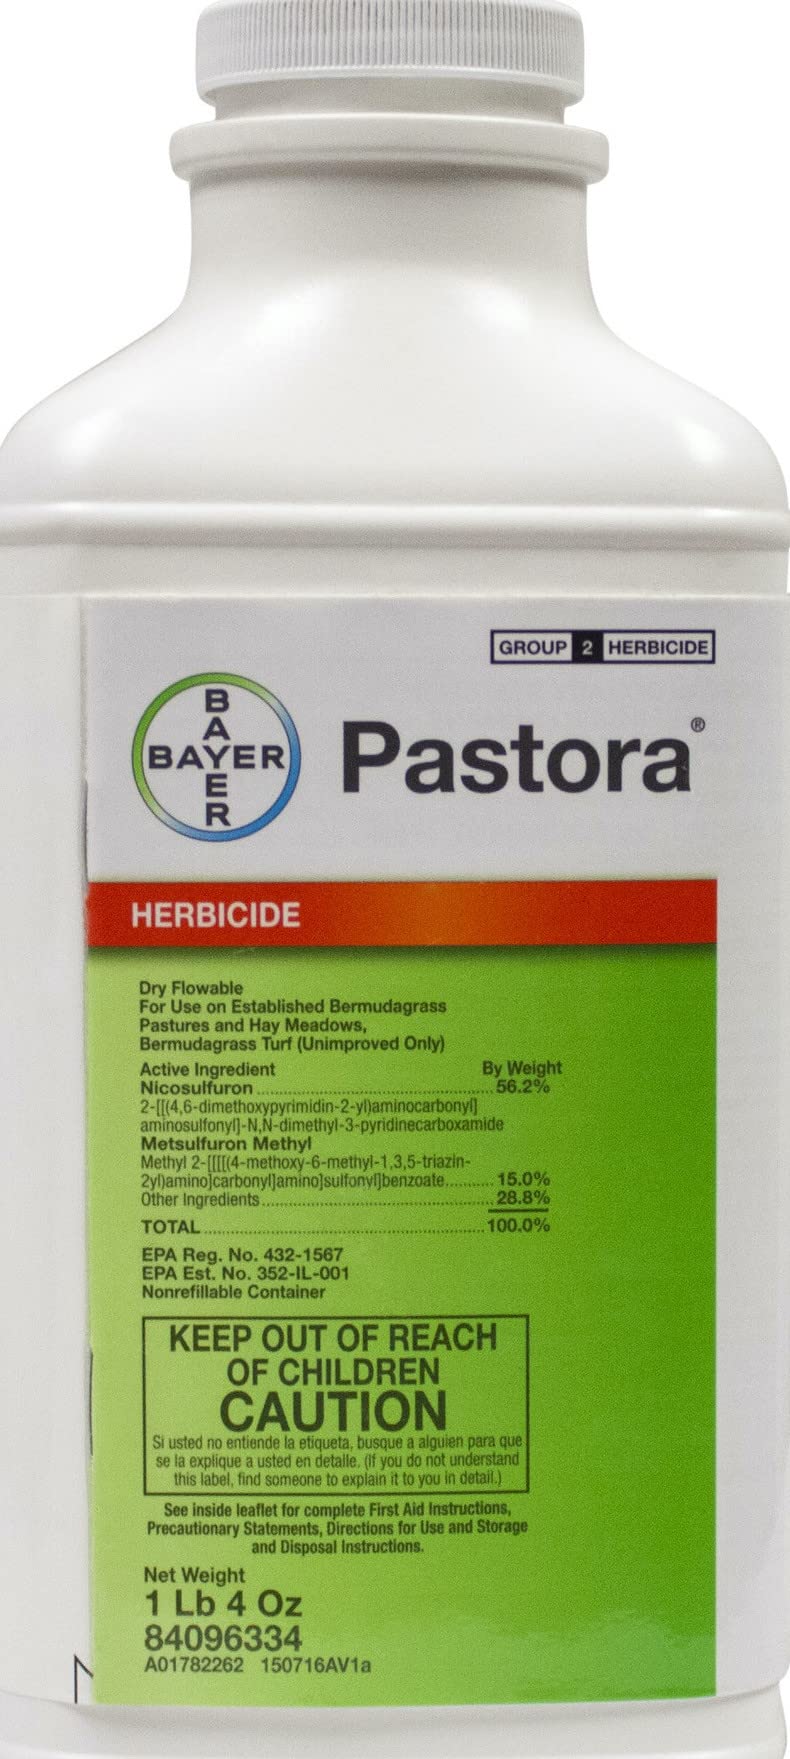 GROUP 2 HERBICIDE
BAYER
BAYER
Pastora®
HERBICIDE
Dry Flowable
For Use on Established Bermudagrass
Pastures and Hay Meadows,
Bermudagrass Turf (Unimproved Only)
Active Ingredient By Weight
Nicosulfuron 56.2%
2-[[(4,6-dimethoxypyrimidin-2-yl)aminocarbonyl]
aminosulfonyl]-N,N-dimethyl-3-pyridinecarboxamide
Metsulfuron Methyl
Methyl 2-[[[[(4-methoxy-6-methyl-1,3,5-triazin-
2yl)amino]carbonyl]amino]sulfonyl]benzoate 15.0%
Other Ingredients 28.8%
TOTAL 100.0%
EPA Reg. No. 432-1567
EPA Est. No. 352-IL-001
Nonrefillable Container
KEEP OUT OF REACH
OF CHILDREN
CAUTION
Si usted no entiende la etiqueta, busque a alguien para que
se la explique a usted en detalle. (If you do not understand
this label, find someone to explain it to you in detail.)
See inside leaflet for complete First Aid Instructions,
Precautionary Statements, Directions for Use and Storage
and Disposal Instructions.
Net Weight
1 Lb 4 Oz
84096334
A01782262 150716AV1a